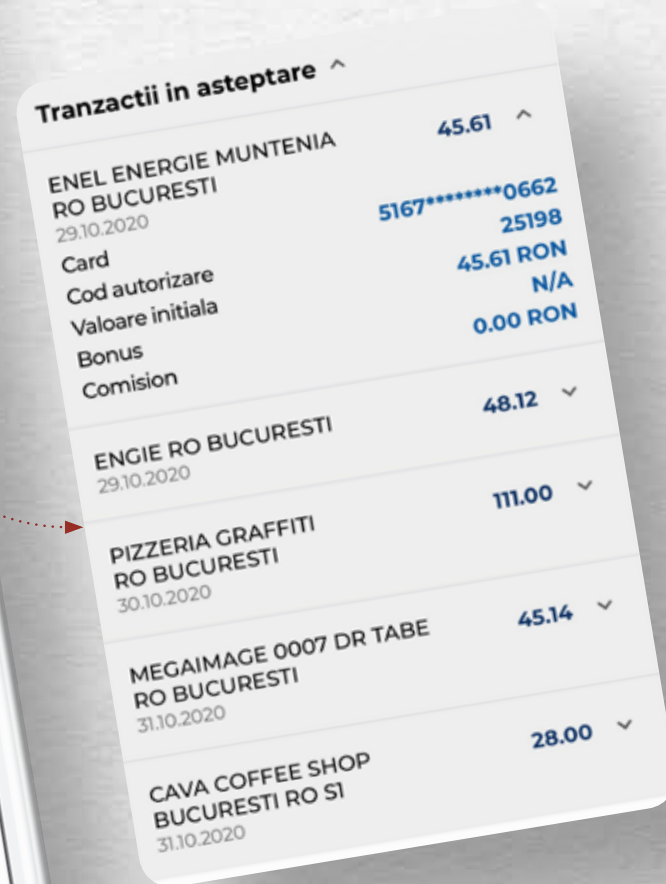 Tranzactii in asteptare
ENEL ENERGIE MUNTENIA 45.61
RO BUCURESTI
29.10.2020
Card 5167********0662
Cod autorizare 25198
Valoare initiala 45.61 RON
Bonus N/A
Comision 0.00 RON
ENGIE RO BUCURESTI 48.12
29.10.2020
PIZZERIA GRAFFITI 111.00
RO BUCURESTI
30.10.2020
MEGAIMAGE 0007 DR TABE 45.14
RO BUCURESTI
31.10.2020
CAVA COFFEE SHOP 28.00
BUCURESTI RO S1
31.10.2020